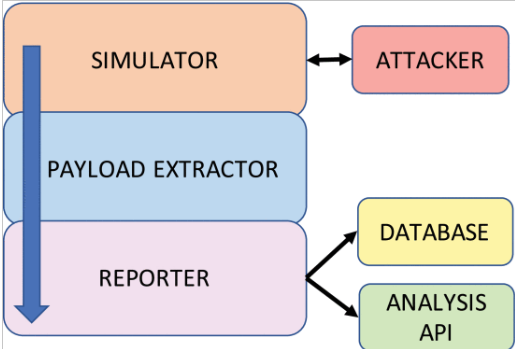 SIMULATOR
ATTACKER
PAYLOAD EXTRACTOR
DATABASE
REPORTER
ANALYSIS
API